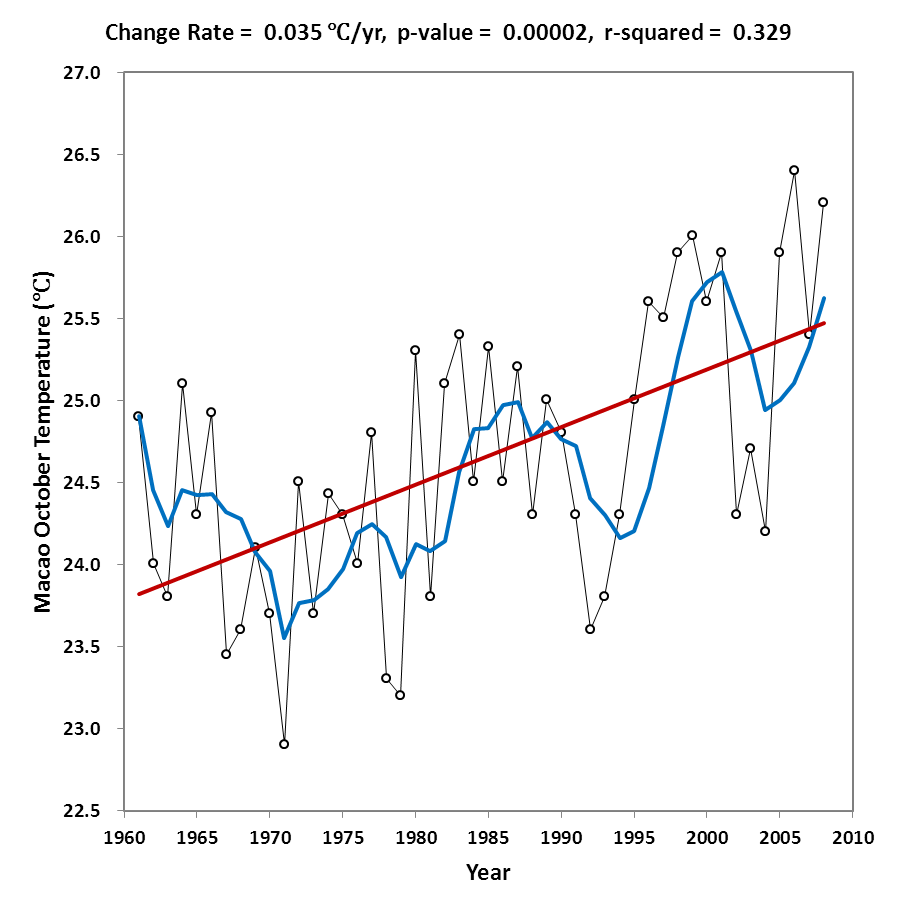 Change Rate = 0.035 ℃/yr, p-value = 0.00002, r-squared = 0.329
27.0
26.5
26.0
25.5
25.0
24.5
24.0
23.5
23.0
22.5
Macao October Temperature (℃)
1960 1965 1970 1975 1980 1985 1990 1995 2000 2005 2010
Year